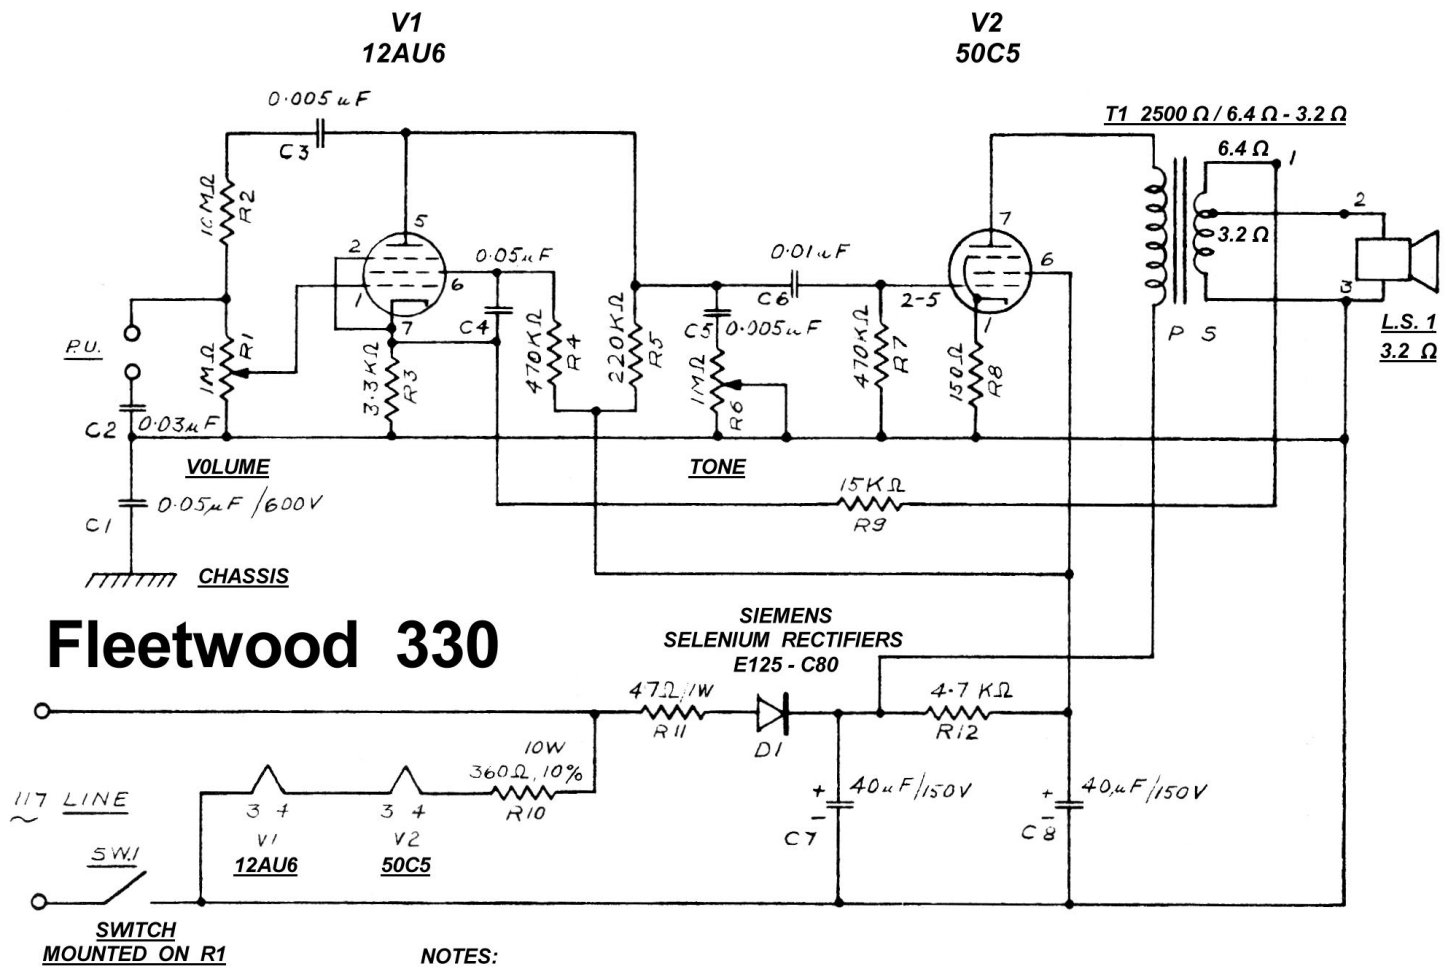 V1
12AU6
V2
50C5
0.005uF
C3
T1 2500 Ω / 6.4 Ω - 3.2 Ω
6.4 Ω
1
2
3.2 Ω
3
L.S. 1
3.2 Ω
P S
10MΩ
R2
5
2
1
6
7
0.05uF
C4
470KΩ
R4
220KΩ
R5
0.01uF
C6
C5
0.005uF
1MΩ
R6
470KΩ
R7
7
6
2-5
1
150Ω
R8
P.U.
1MΩ
R1
3.3KΩ
R3
C2
0.03uF
VOLUME
TONE
C1
0.05uF /600V
15KΩ
R9
CHASSIS
Fleetwood 330
SIEMENS
SELENIUM RECTIFIERS
E125 - C80
47Ω/1W
R11
D1
4.7 KΩ
R12
10W
360Ω, 10%
R10
117 LINE
~
3 4
V1
12AU6
3 4
V2
50C5
+
-
40uF/150V
C7
+
-
40uF/150V
C8
SW.1
SWITCH
MOUNTED ON R1
NOTES: